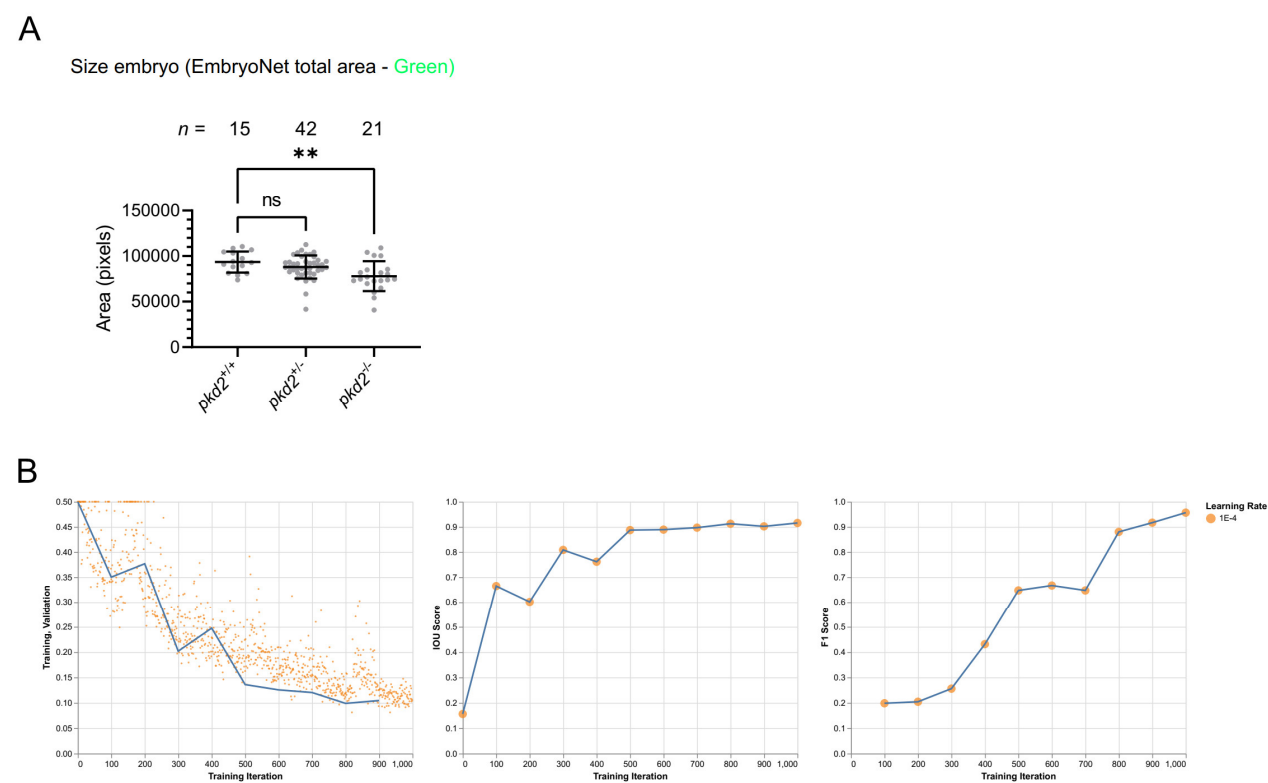 A
Size embryo (EmbryoNet total area - Green)
n = 15 42 21
**
ns
150000
100000
50000
0
Area (pixels)
pkd2+/+
pkd2+/-
pkd2-/-
B
0.50
0.45
0.40
0.35
0.30
0.25
0.20
0.15
0.10
0.05
0.00
Training, Validation
0 100 200 300 400 500 600 700 800 900 1,000
Training Iteration
1.0
0.9
0.8
0.7
0.6
0.5
0.4
0.3
0.2
0.1
0.0
IOU Score
0 100 200 300 400 500 600 700 800 900 1,000
Training Iteration
1.0
0.9
0.8
0.7
0.6
0.5
0.4
0.3
0.2
0.1
0.0
F1 Score
0 100 200 300 400 500 600 700 800 900 1,000
Training Iteration
Learning Rate
1E-4